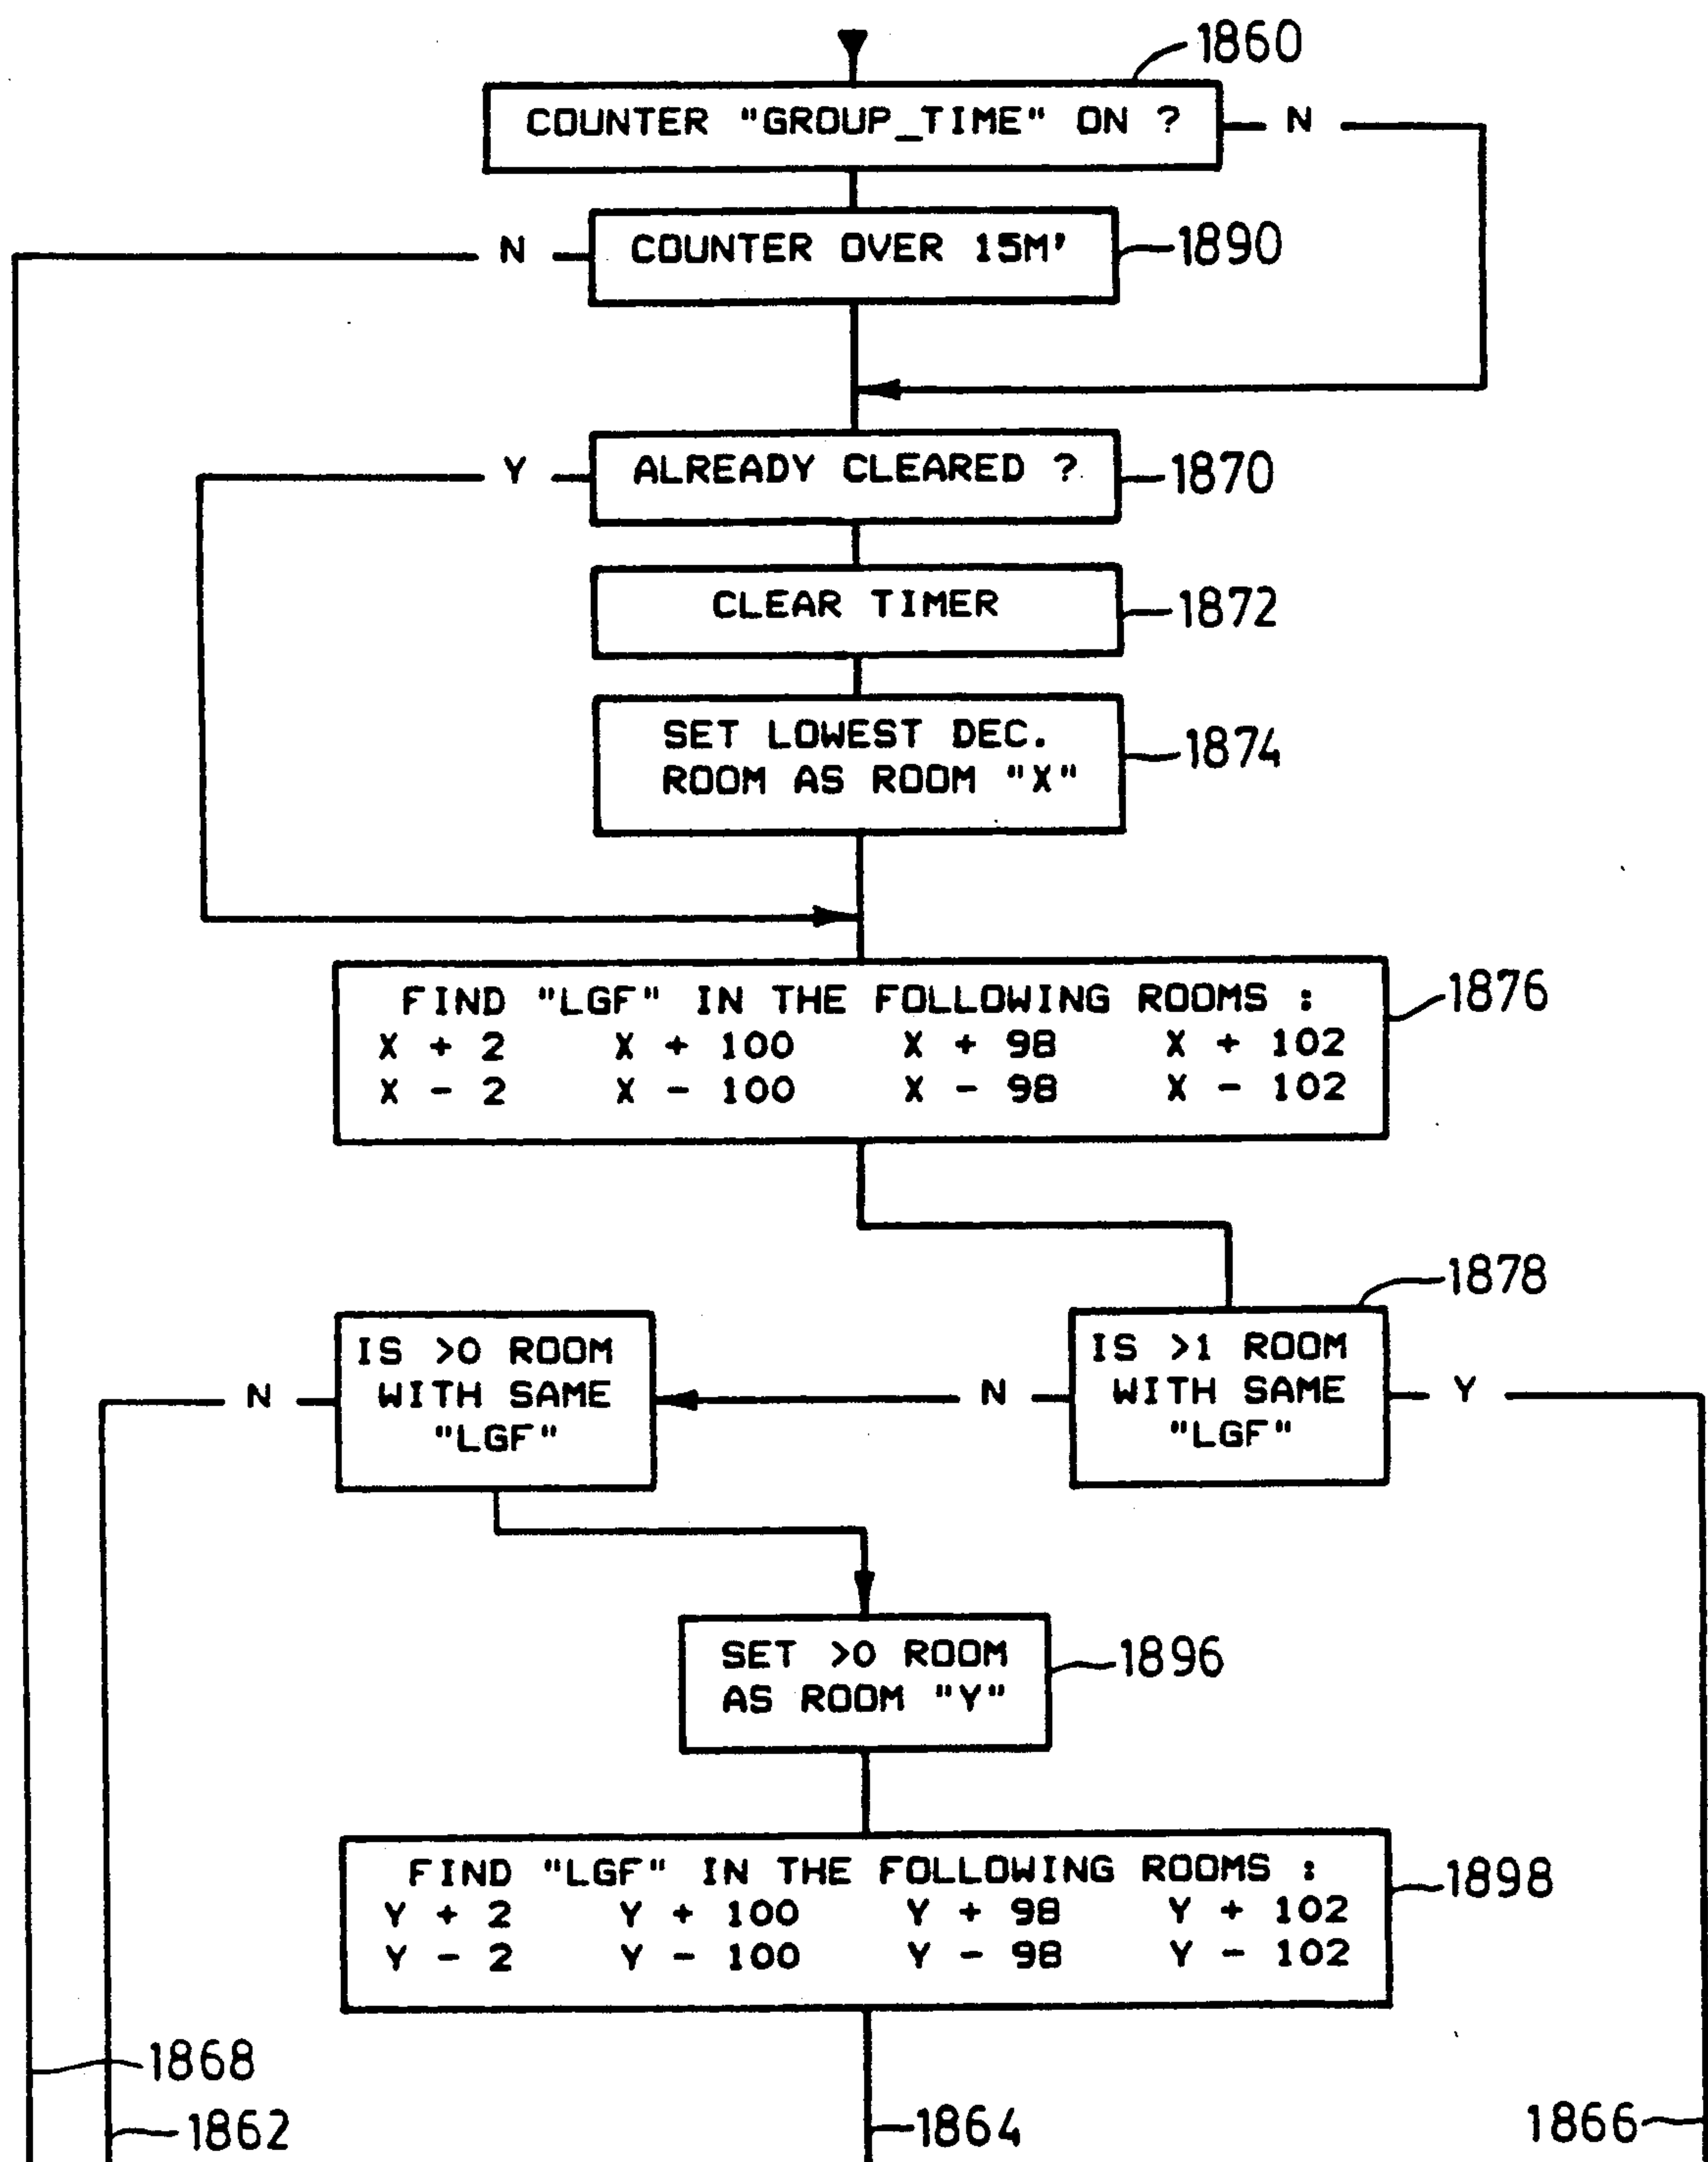 1860
COUNTER "GROUP_TIME" ON ?
N
N
COUNTER OVER 15M'
1890
Y
ALREADY CLEARED ?
1870
CLEAR TIMER
1872
SET LOWEST DEC.
ROOM AS ROOM "X"
1874
FIND "LGF" IN THE FOLLOWING ROOMS :
X + 2 X + 100 X + 98 X + 102
X - 2 X - 100 X - 98 X - 102
1876
1878
IS >0 ROOM
WITH SAME
"LGF"
N
N
IS >1 ROOM
WITH SAME
"LGF"
Y
SET >0 ROOM
AS ROOM "Y"
1896
FIND "LGF" IN THE FOLLOWING ROOMS :
Y + 2 Y + 100 Y + 98 Y + 102
Y - 2 Y - 100 Y - 98 Y - 102
1898
1868
1862
1864
1866